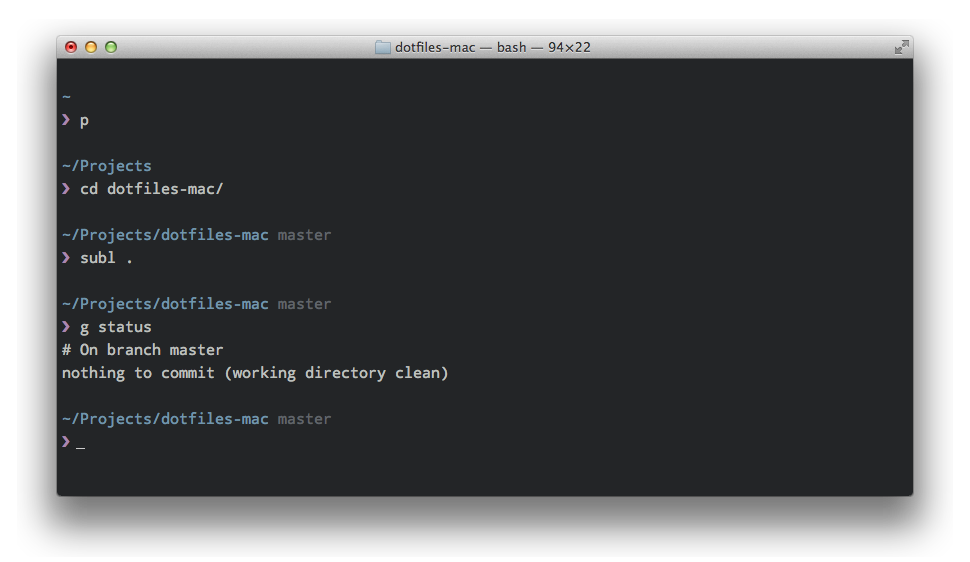 dotfiles-mac — bash — 94×22
~
❯ p
~/Projects
❯ cd dotfiles-mac/
~/Projects/dotfiles-mac master
❯ subl .
~/Projects/dotfiles-mac master
❯ g status
# On branch master
nothing to commit (working directory clean)
~/Projects/dotfiles-mac master
❯ _